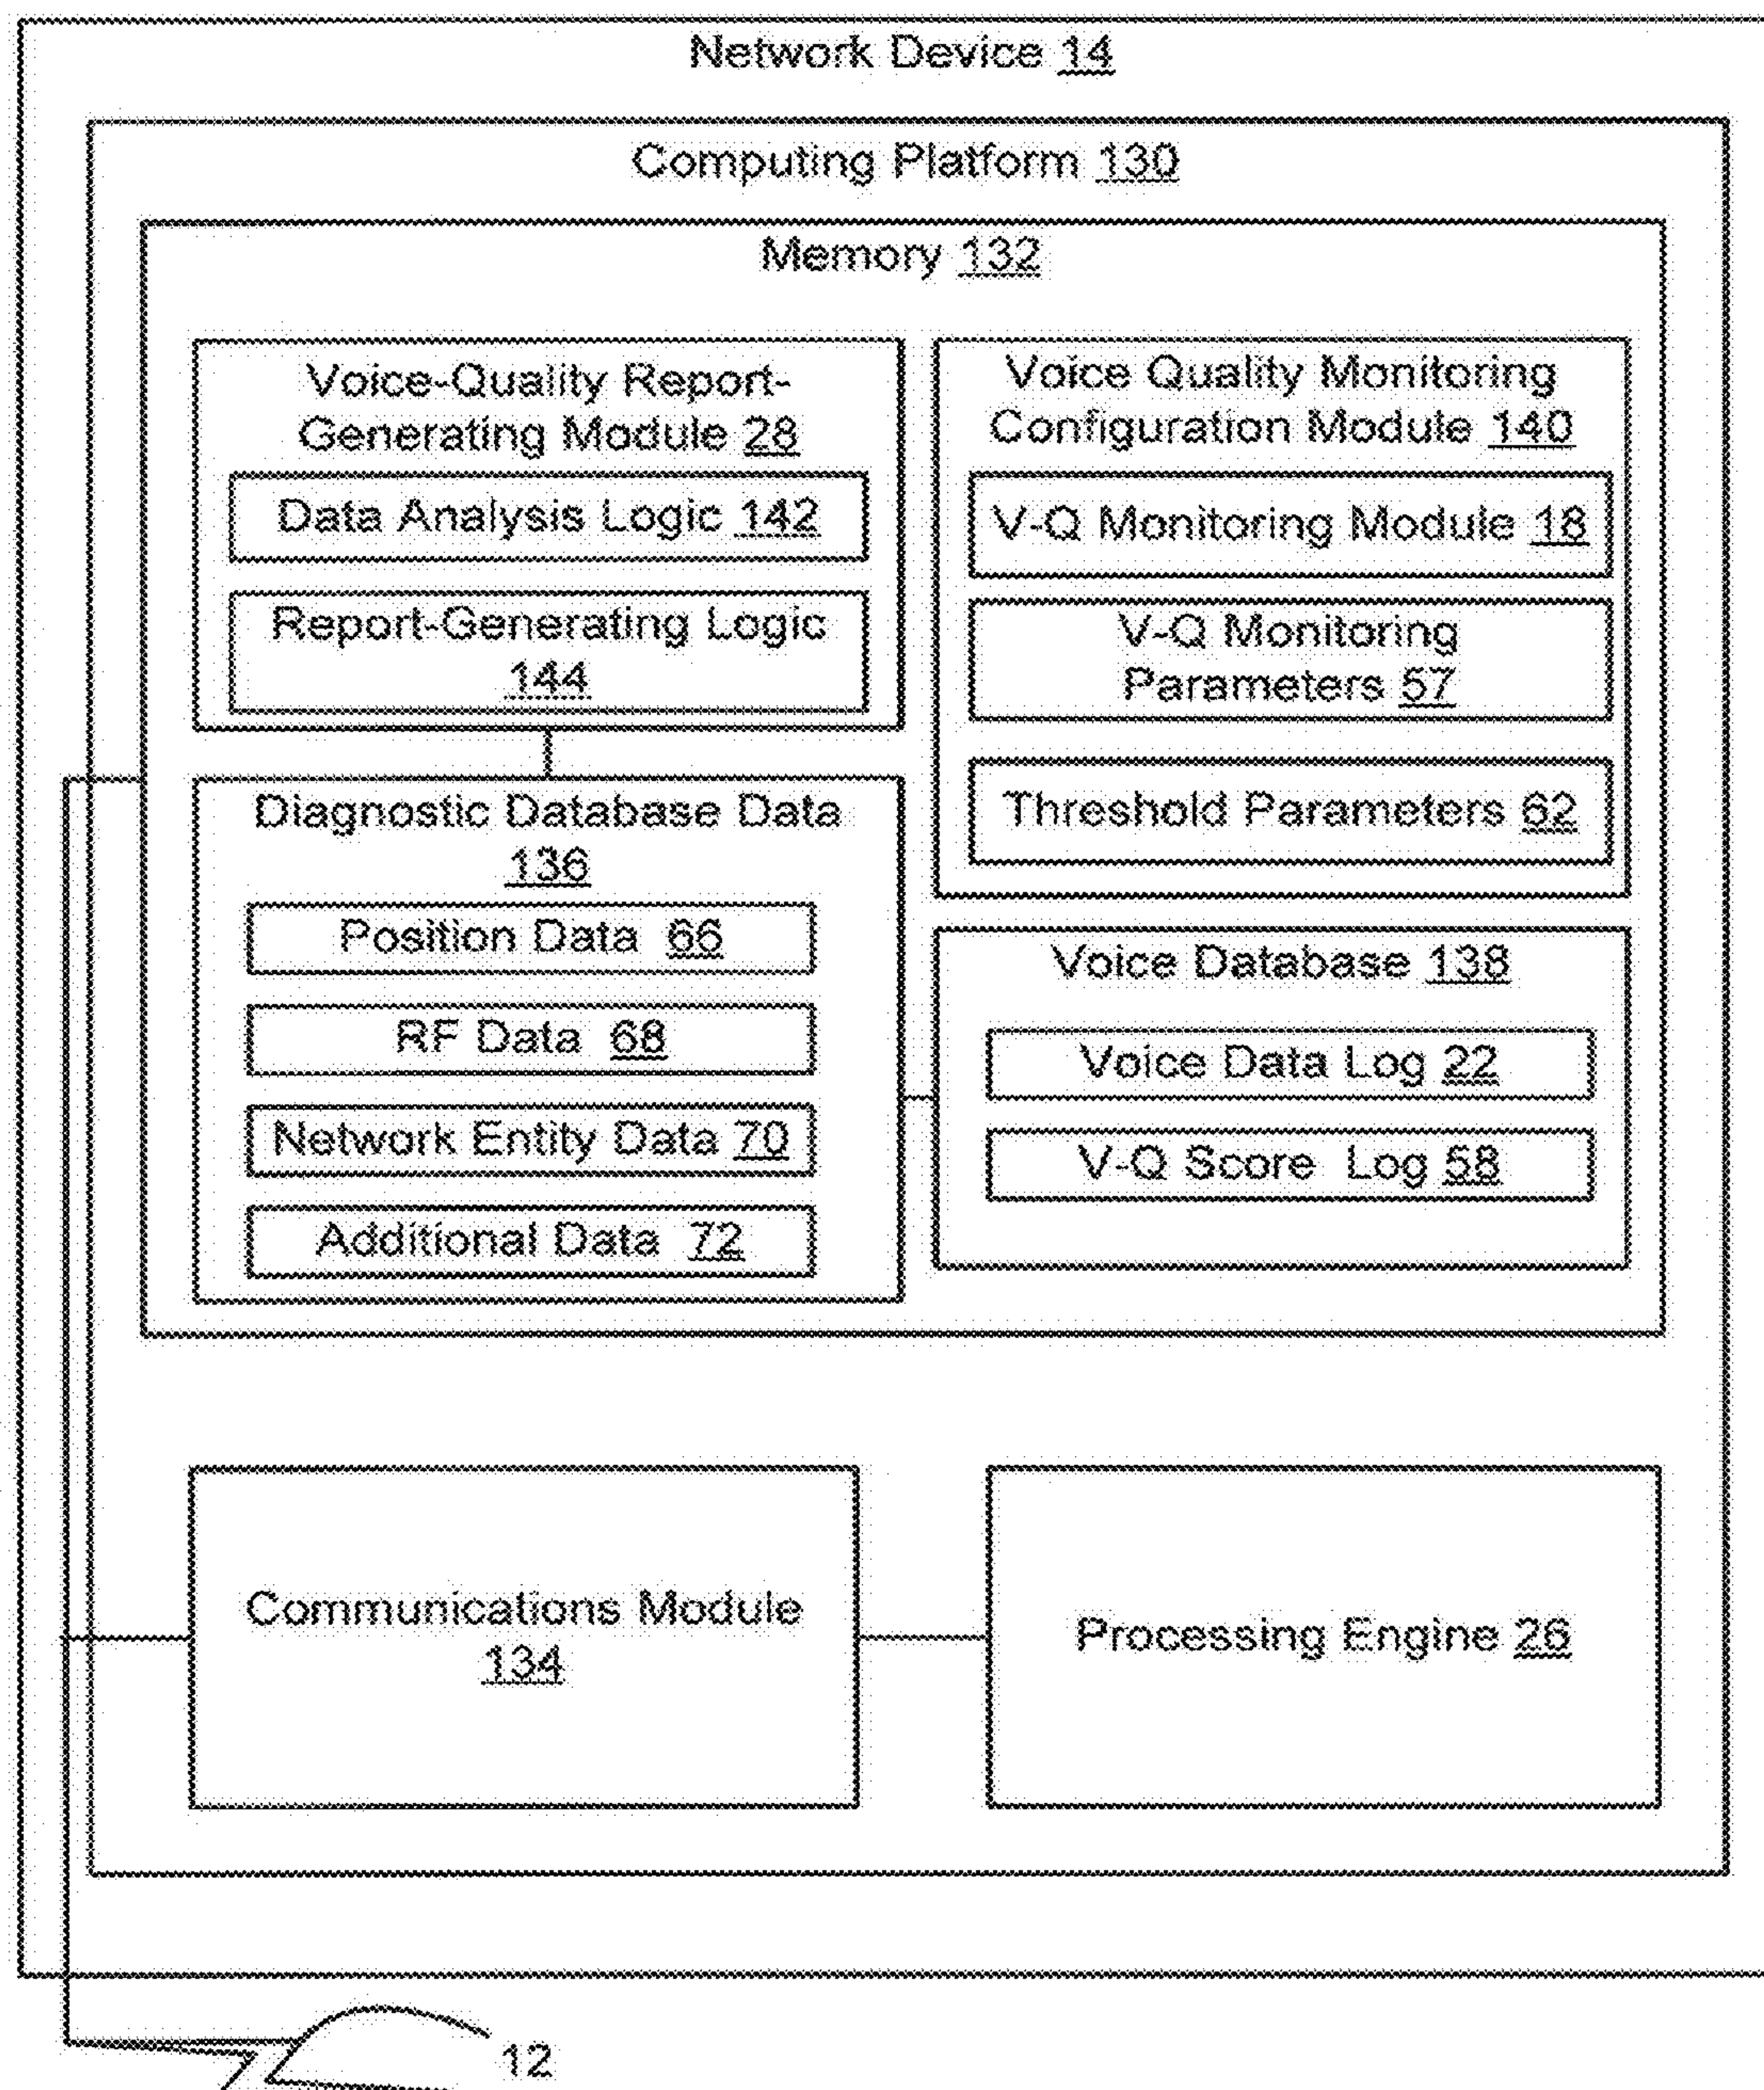 Network Device 14
Computing Platform 130
Memory 132
Voice-Quality Report-
Generating Module 28
Data Analysis Logic 142
Report-Generating Logic
144
Voice Quality Monitoring
Configuration Module 140
V-Q Monitoring Module 18
V-Q Monitoring
Parameters 57
Threshold Parameters 62
Diagnostic Database Data
136
Position Data 66
RF Data 68
Network Entity Data 70
Additional Data 72
Voice Database 138
Voice Data Log 22
V-Q Score Log 58
Communications Module
134
Processing Engine 26
12